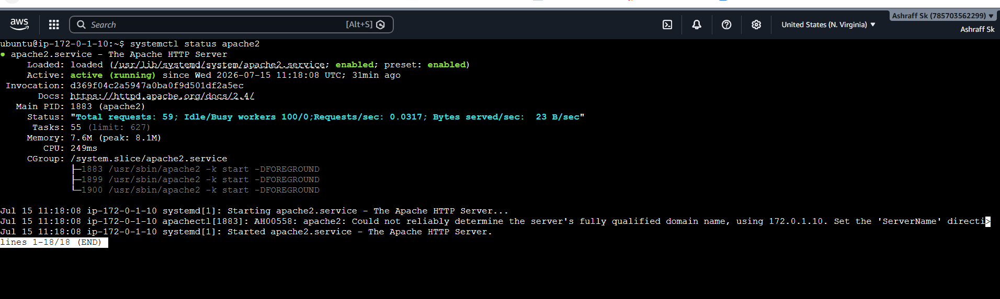 aws
Search [Alt+S]
United States (N. Virginia) ▼
Ashraff Sk (785703562299) ▼
Ashraff Sk
ubuntu@ip-172-0-1-10:~$ systemctl status apache2
● apache2.service - The Apache HTTP Server
Loaded: loaded (/usr/lib/systemd/system/apache2.service; enabled; preset: enabled)
Active: active (running) since Wed 2026-07-15 11:18:08 UTC; 31min ago
Invocation: d369f04c2a5947a0ba0f9d501df2a5ec
Docs: https://httpd.apache.org/docs/2.4/
Main PID: 1883 (apache2)
Status: "Total requests: 59; Idle/Busy workers 100/0;Requests/sec: 0.0317; Bytes served/sec:  23 B/sec"
Tasks: 55 (limit: 627)
Memory: 7.6M (peak: 8.1M)
CPU: 249ms
CGroup: /system.slice/apache2.service
├─1883 /usr/sbin/apache2 -k start -DFOREGROUND
├─1899 /usr/sbin/apache2 -k start -DFOREGROUND
└─1900 /usr/sbin/apache2 -k start -DFOREGROUND
Jul 15 11:18:08 ip-172-0-1-10 systemd[1]: Starting apache2.service - The Apache HTTP Server...
Jul 15 11:18:08 ip-172-0-1-10 apachectl[1883]: AH00558: apache2: Could not reliably determine the server's fully qualified domain name, using 172.0.1.10. Set the 'ServerName' directi>
Jul 15 11:18:08 ip-172-0-1-10 systemd[1]: Started apache2.service - The Apache HTTP Server.
lines 1-18/18 (END)